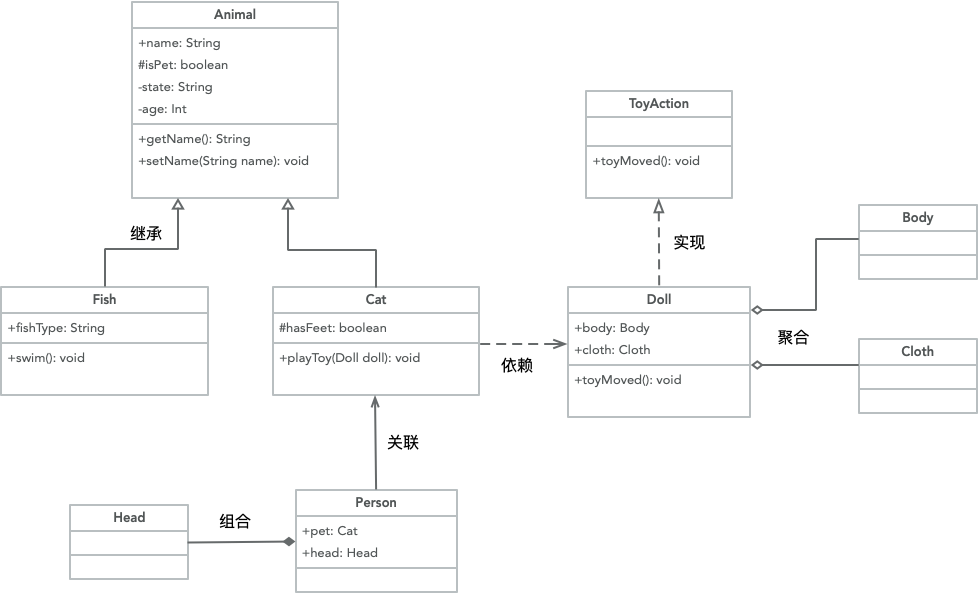 Animal
+name: String
#isPet: boolean
-state: String
-age: Int
+getName(): String
+setName(String name): void
ToyAction
+toyMoved(): void
继承
实现
Body
Fish
+fishType: String
+swim(): void
Cat
#hasFeet: boolean
+playToy(Doll doll): void
依赖
Doll
+body: Body
+cloth: Cloth
+toyMoved(): void
聚合
Cloth
关联
Head
组合
Person
+pet: Cat
+head: Head